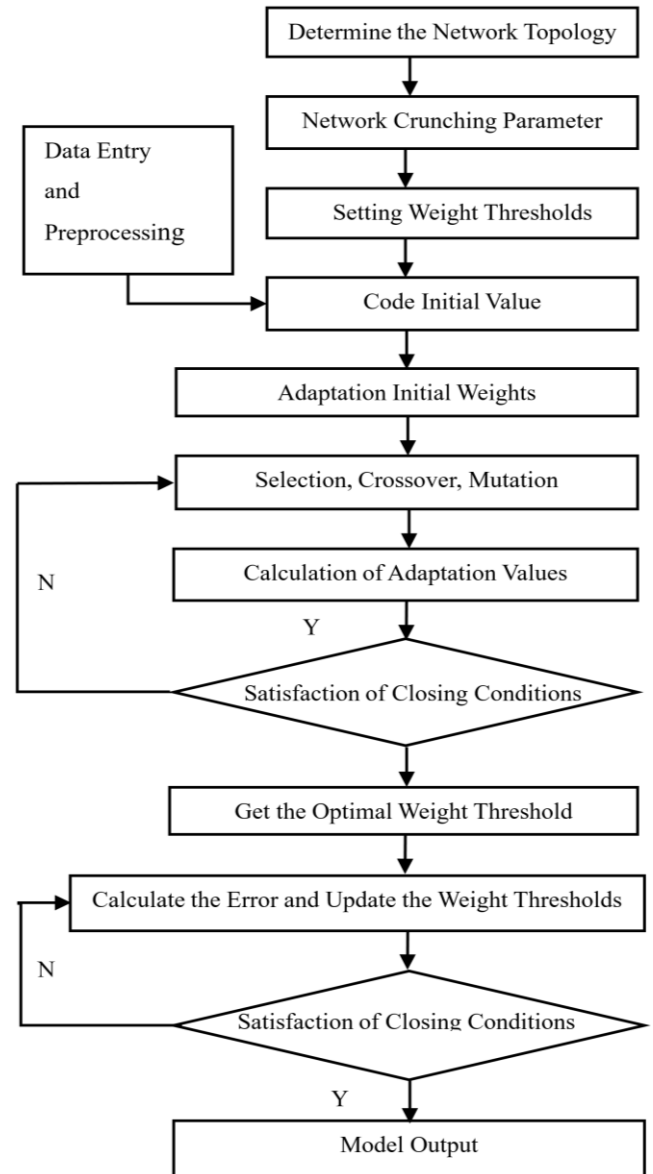 Determine the Network Topology
Network Crunching Parameter
Data Entry
and
Preprocessing
Setting Weight Thresholds
Code Initial Value
Adaptation Initial Weights
Selection, Crossover, Mutation
Calculation of Adaptation Values
N
Y
Satisfaction of Closing Conditions
Get the Optimal Weight Threshold
Calculate the Error and Update the Weight Thresholds
N
Satisfaction of Closing Conditions
Y
Model Output